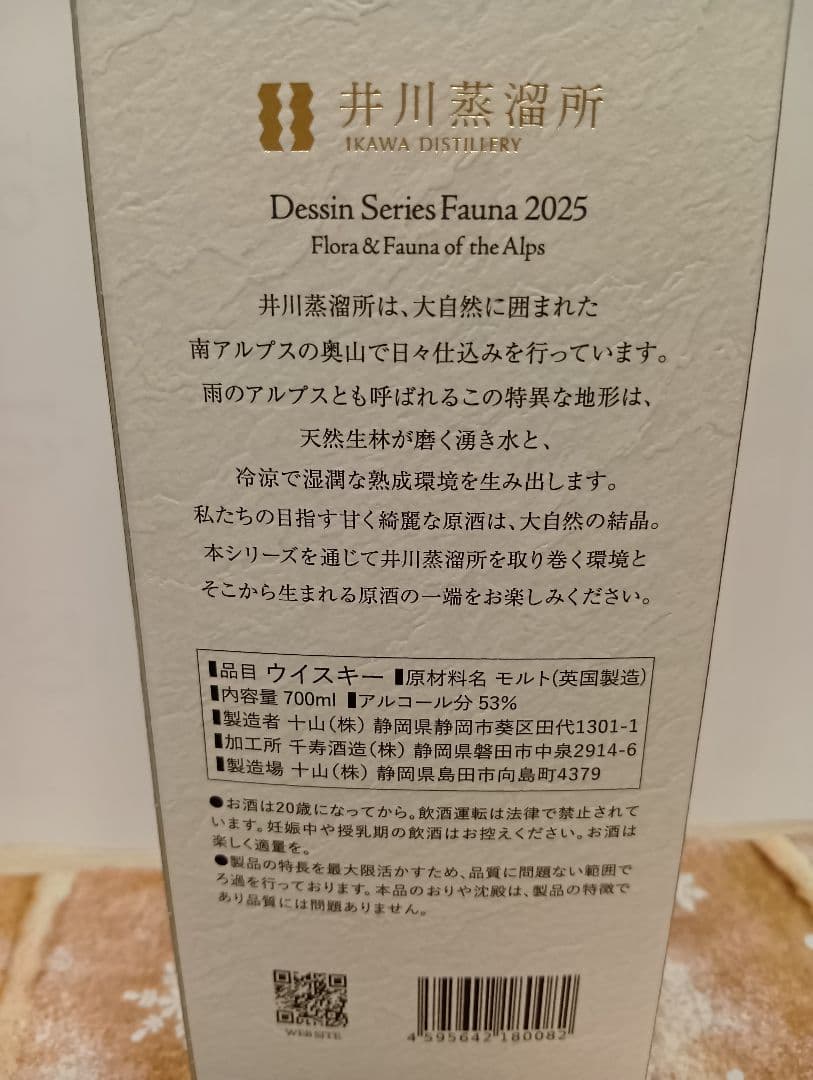 井川蒸溜所
IKAWA DISTILLERY
Dessin Series Fauna 2025
Flora & Fauna of the Alps
井川蒸溜所は、大自然に囲まれた
南アルプスの奥山で日々仕込みを行っています。
雨のアルプスとも呼ばれるこの特異な地形は、
天然生林が磨く湧き水と、
冷涼で湿潤な熟成環境を生み出します。
私たちの目指す甘く綺麗な原酒は、大自然の結晶。
本シリーズを通じて井川蒸溜所を取り巻く環境と
そこから生まれる原酒の一端をお楽しみください。
▮品目 ウイスキー ▮原材料名 モルト(英国製造)
▮内容量 700ml ▮アルコール分 53%
▮製造者 十山(株) 静岡県静岡市葵区田代1301-1
▮加工所 千寿酒造(株) 静岡県磐田市中泉2914-6
▮製造場 十山(株) 静岡県島田市向島町4379
●お酒は20歳になってから。飲酒運転は法律で禁止されて
います。妊娠中や授乳期の飲酒はお控えください。お酒は
楽しく適量を。
●製品の特長を最大限活かすため、品質に問題ない範囲で
ろ過を行っております。本品のおりや沈殿は、製品の特徴で
あり品質には問題ありません。
WEB SITE
4 595642 180082